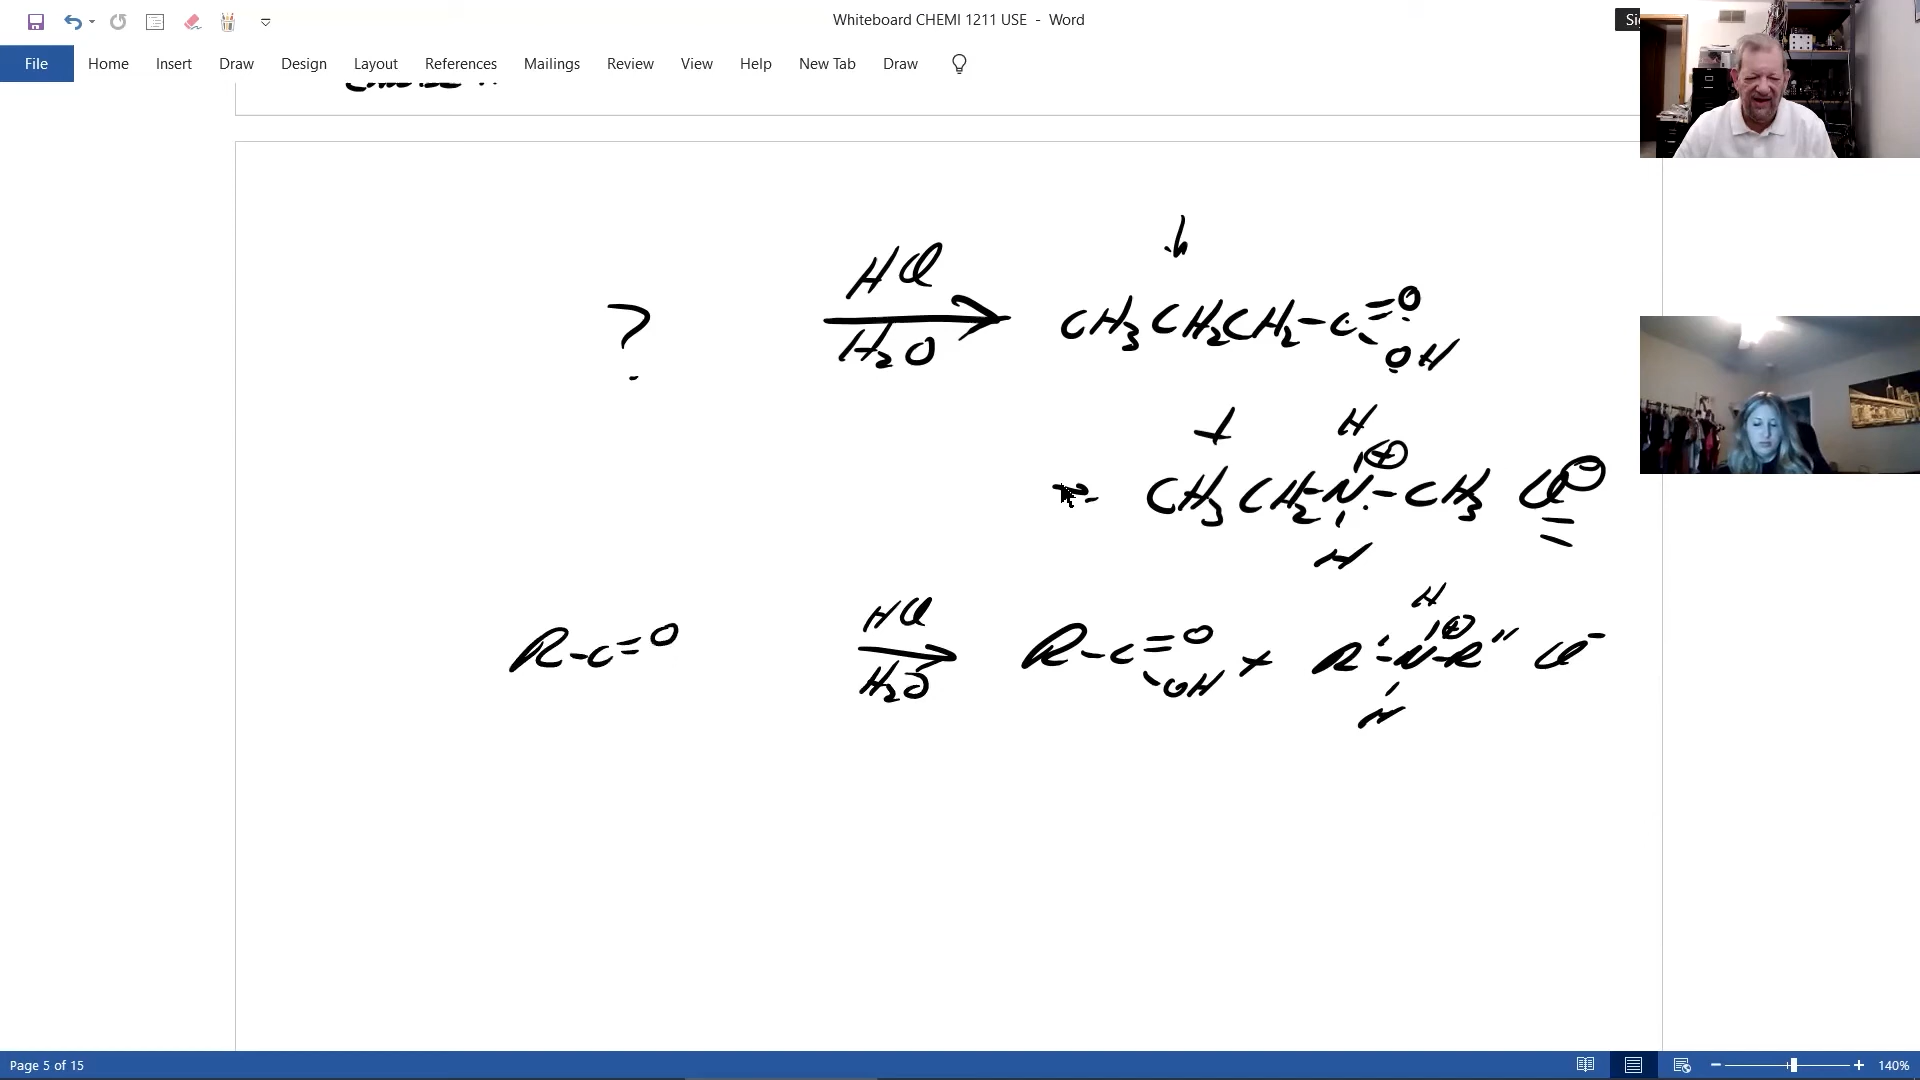 Whiteboard CHEMI 1211 USE - Word
File Home Insert Draw Design Layout References Mailings Review View Help New Tab Draw
h
? HCl H2O CH3CH2CH2-C=O
OH
+ H
CH3CH2-N⊕-CH3 Cl⊖
H
R-C=O HCl H2O R-C=O OH + R'-N⊕-R'' Cl-
H
H
Page 5 of 15
140%